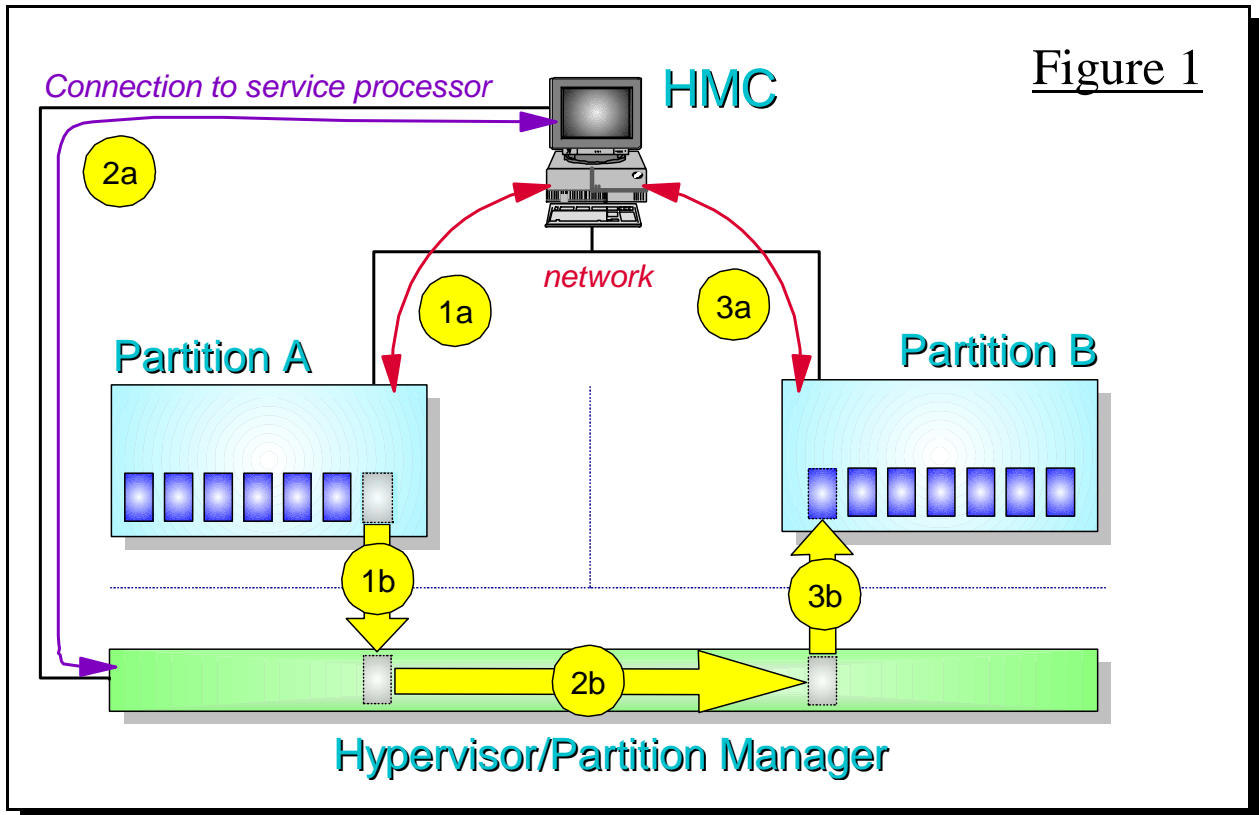 Figure 1
Connection to service processor
HMC
2a
network
1a
3a
Partition A
Partition B
1b
3b
2b
Hypervisor/Partition Manager